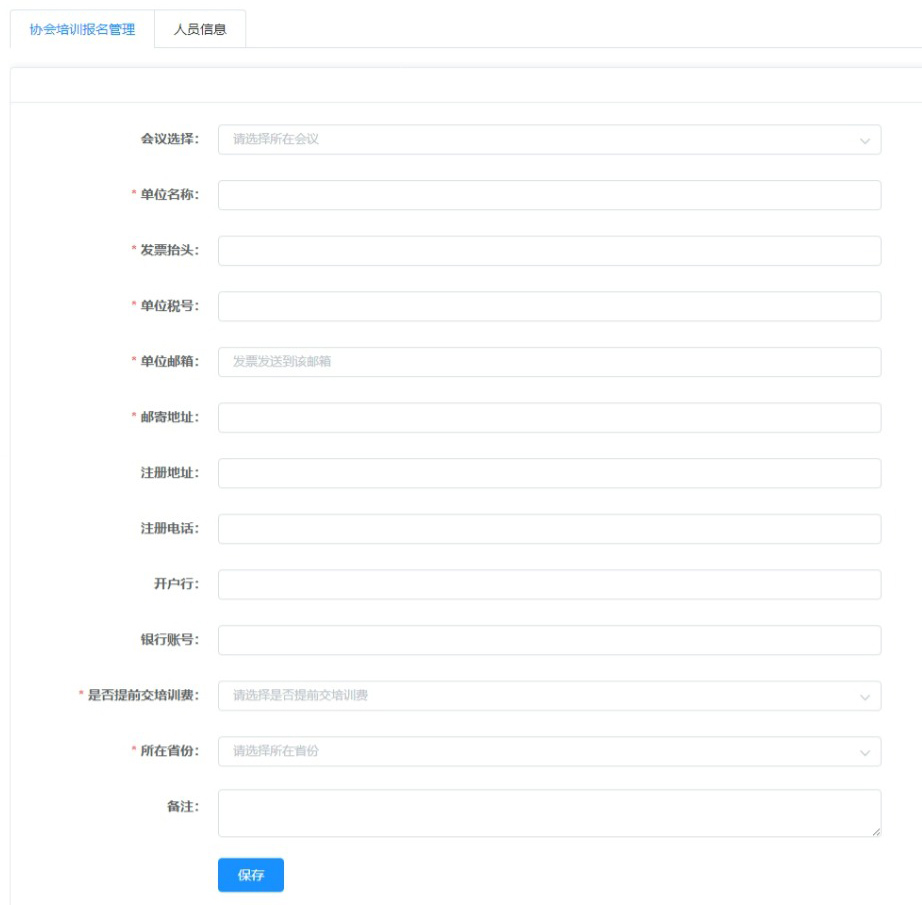 协会培训报名管理 人员信息
会议选择： 请选择所在会议
* 单位名称：
* 发票抬头：
* 单位税号：
* 单位邮箱： 发票发送到该邮箱
* 邮寄地址：
注册地址：
注册电话：
开户行：
银行账号：
* 是否提前交培训费： 请选择是否提前交培训费
* 所在省份： 请选择所在省份
备注：
保存